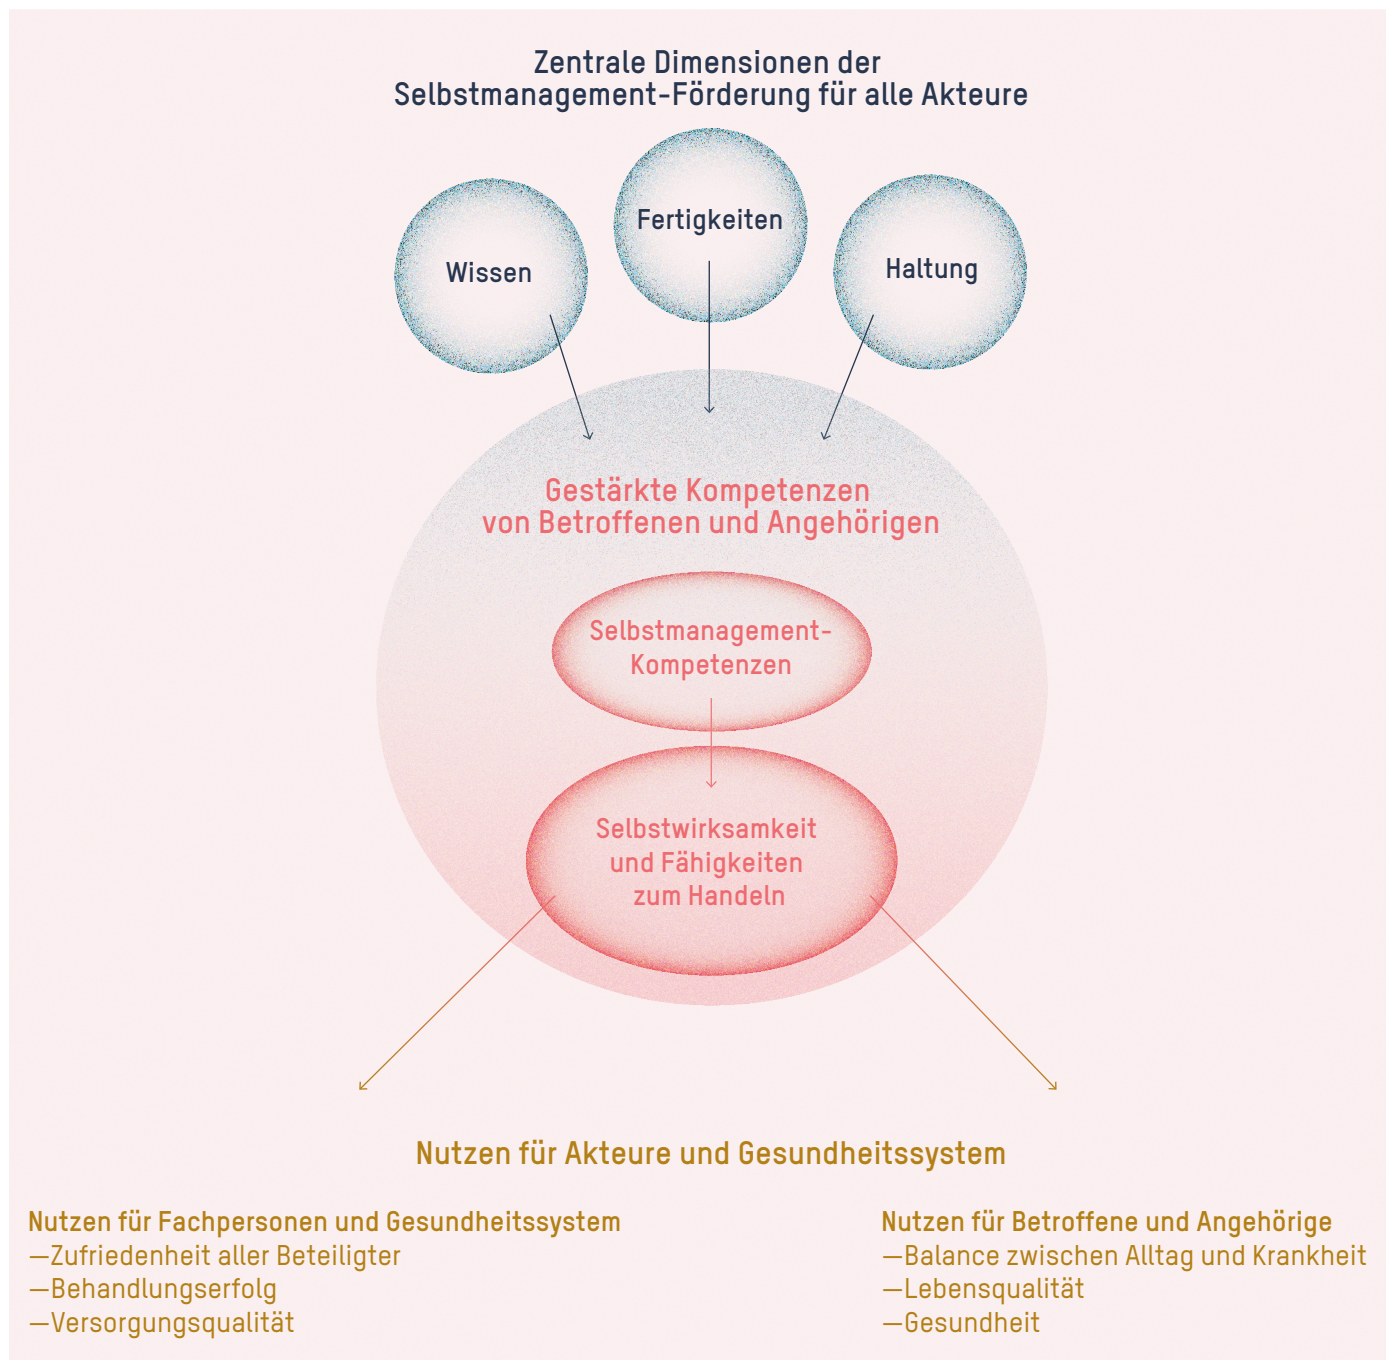 Zentrale Dimensionen der
Selbstmanagement-Förderung für alle Akteure
Wissen
Fertigkeiten
Haltung
Gestärkte Kompetenzen
von Betroffenen und Angehörigen
Selbstmanagement-
Kompetenzen
Selbstwirksamkeit
und Fähigkeiten
zum Handeln
Nutzen für Akteure und Gesundheitssystem
Nutzen für Fachpersonen und Gesundheitssystem
—Zufriedenheit aller Beteiligter
—Behandlungserfolg
—Versorgungsqualität
Nutzen für Betroffene und Angehörige
—Balance zwischen Alltag und Krankheit
—Lebensqualität
—Gesundheit